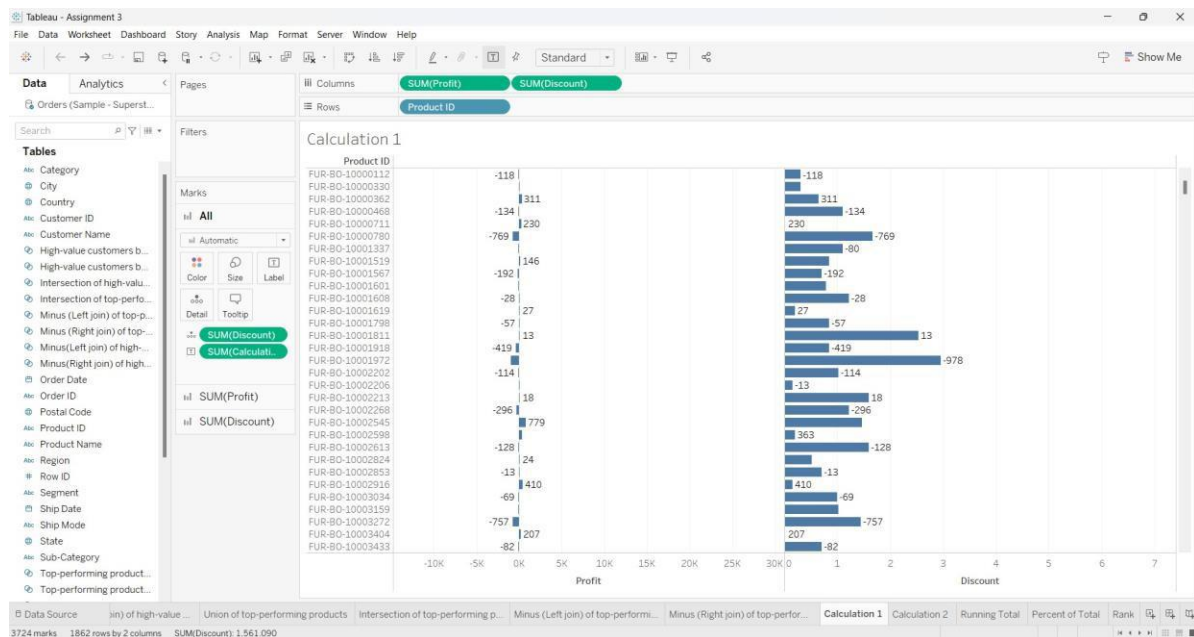 Tableau - Assignment 3
File Data Worksheet Dashboard Story Analysis Map Format Server Window Help
Standard
Show Me
Data Analytics
Orders (Sample - Superst...
Search
Tables
Abc Category
City
Country
Abc Customer ID
Abc Customer Name
High-value customers b...
High-value customers b...
Intersection of high-valu...
Intersection of top-perfo...
Minus (Left join) of top-p...
Minus (Right join) of top-...
Minus(Left join) of high-...
Minus(Right join) of high...
Order Date
Abc Order ID
Postal Code
Abc Product ID
Abc Product Name
Abc Region
# Row ID
Abc Segment
Ship Date
Abc Ship Mode
State
Abc Sub-Category
Top-performing product...
Top-performing product...
Pages
Filters
Marks
All
Automatic
Color Size Label
Detail Tooltip
SUM(Discount)
SUM(Calculati..
SUM(Profit)
SUM(Discount)
Columns SUM(Profit) SUM(Discount)
Rows Product ID
Calculation 1
Product ID
FUR-BO-10000112 -118 -118
FUR-BO-10000330
FUR-BO-10000362 311 311
FUR-BO-10000468 -134 -134
FUR-BO-10000711 230 230
FUR-BO-10000780 -769 -769
FUR-BO-10001337 -80
FUR-BO-10001519 146
FUR-BO-10001567 -192 -192
FUR-BO-10001601
FUR-BO-10001608 -28 -28
FUR-BO-10001619 27 27
FUR-BO-10001798 -57 -57
FUR-BO-10001811 13 13
FUR-BO-10001918 -419 -419
FUR-BO-10001972 -978
FUR-BO-10002202 -114 -114
FUR-BO-10002206 -13
FUR-BO-10002213 18 18
FUR-BO-10002268 -296 -296
FUR-BO-10002545 779
FUR-BO-10002598 363
FUR-BO-10002613 -128 -128
FUR-BO-10002824 24
FUR-BO-10002853 -13 -13
FUR-BO-10002916 410 410
FUR-BO-10003034 -69 -69
FUR-BO-10003159
FUR-BO-10003272 -757 -757
FUR-BO-10003404 207 207
FUR-BO-10003433 -82 -82
-10K -5K 0K 5K 10K 15K 20K 25K 30K 0 1 2 3 4 5 6 7
Profit Discount
Data Source oin) of high-value ... Union of top-performing products Intersection of top-performing p... Minus (Left join) of top-performi... Minus (Right join) of top-perfor... Calculation 1 Calculation 2 Running Total Percent of Total Rank
3724 marks 1862 rows by 2 columns SUM(Discount): 1,561.090